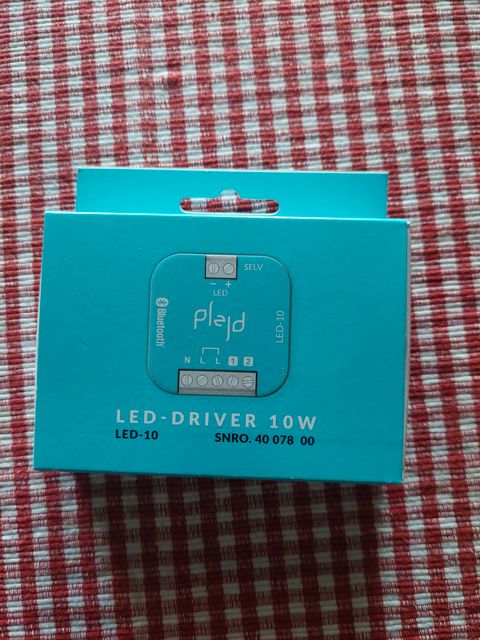 SELV
− +
LED
Bluetooth
plejd
LED-10
N L L 1 2
LED-DRIVER 10W
LED-10 SNRO. 40 078 00